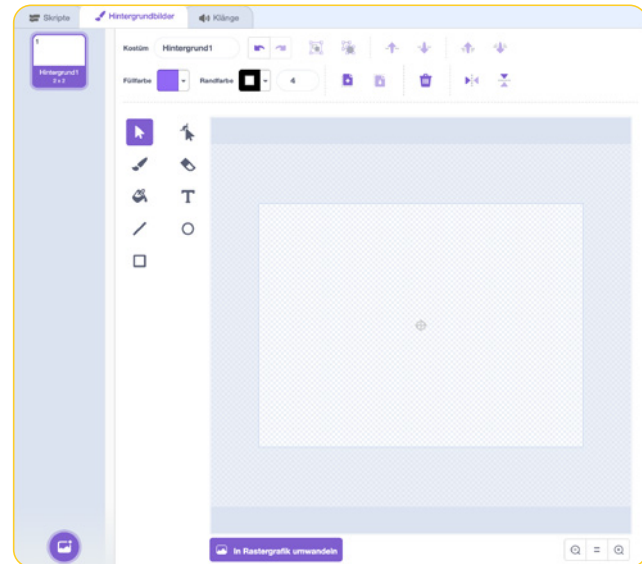 Skripte
Hintergrundbilder
Klänge
1
Hintergrund1
2 x 2
Kostüm
Hintergrund1
Füllfarbe
Randfarbe
4
T
In Rastergrafik umwandeln
=